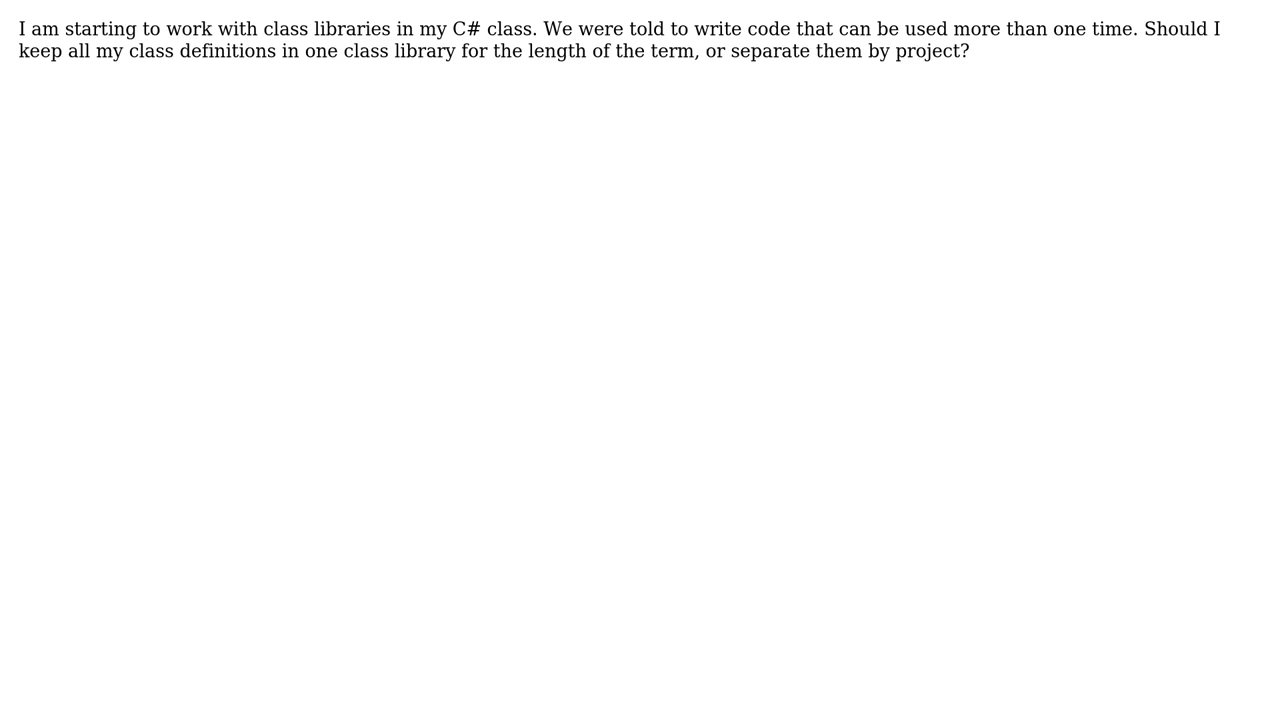 I am starting to work with class libraries in my C# class. We were told to write code that can be used more than one time. Should I
keep all my class definitions in one class library for the length of the term, or separate them by project?